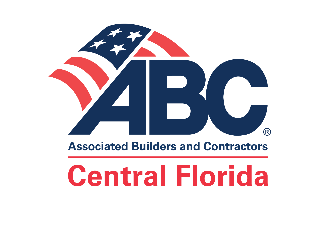 ABC®
Associated Builders and Contractors
Central Florida